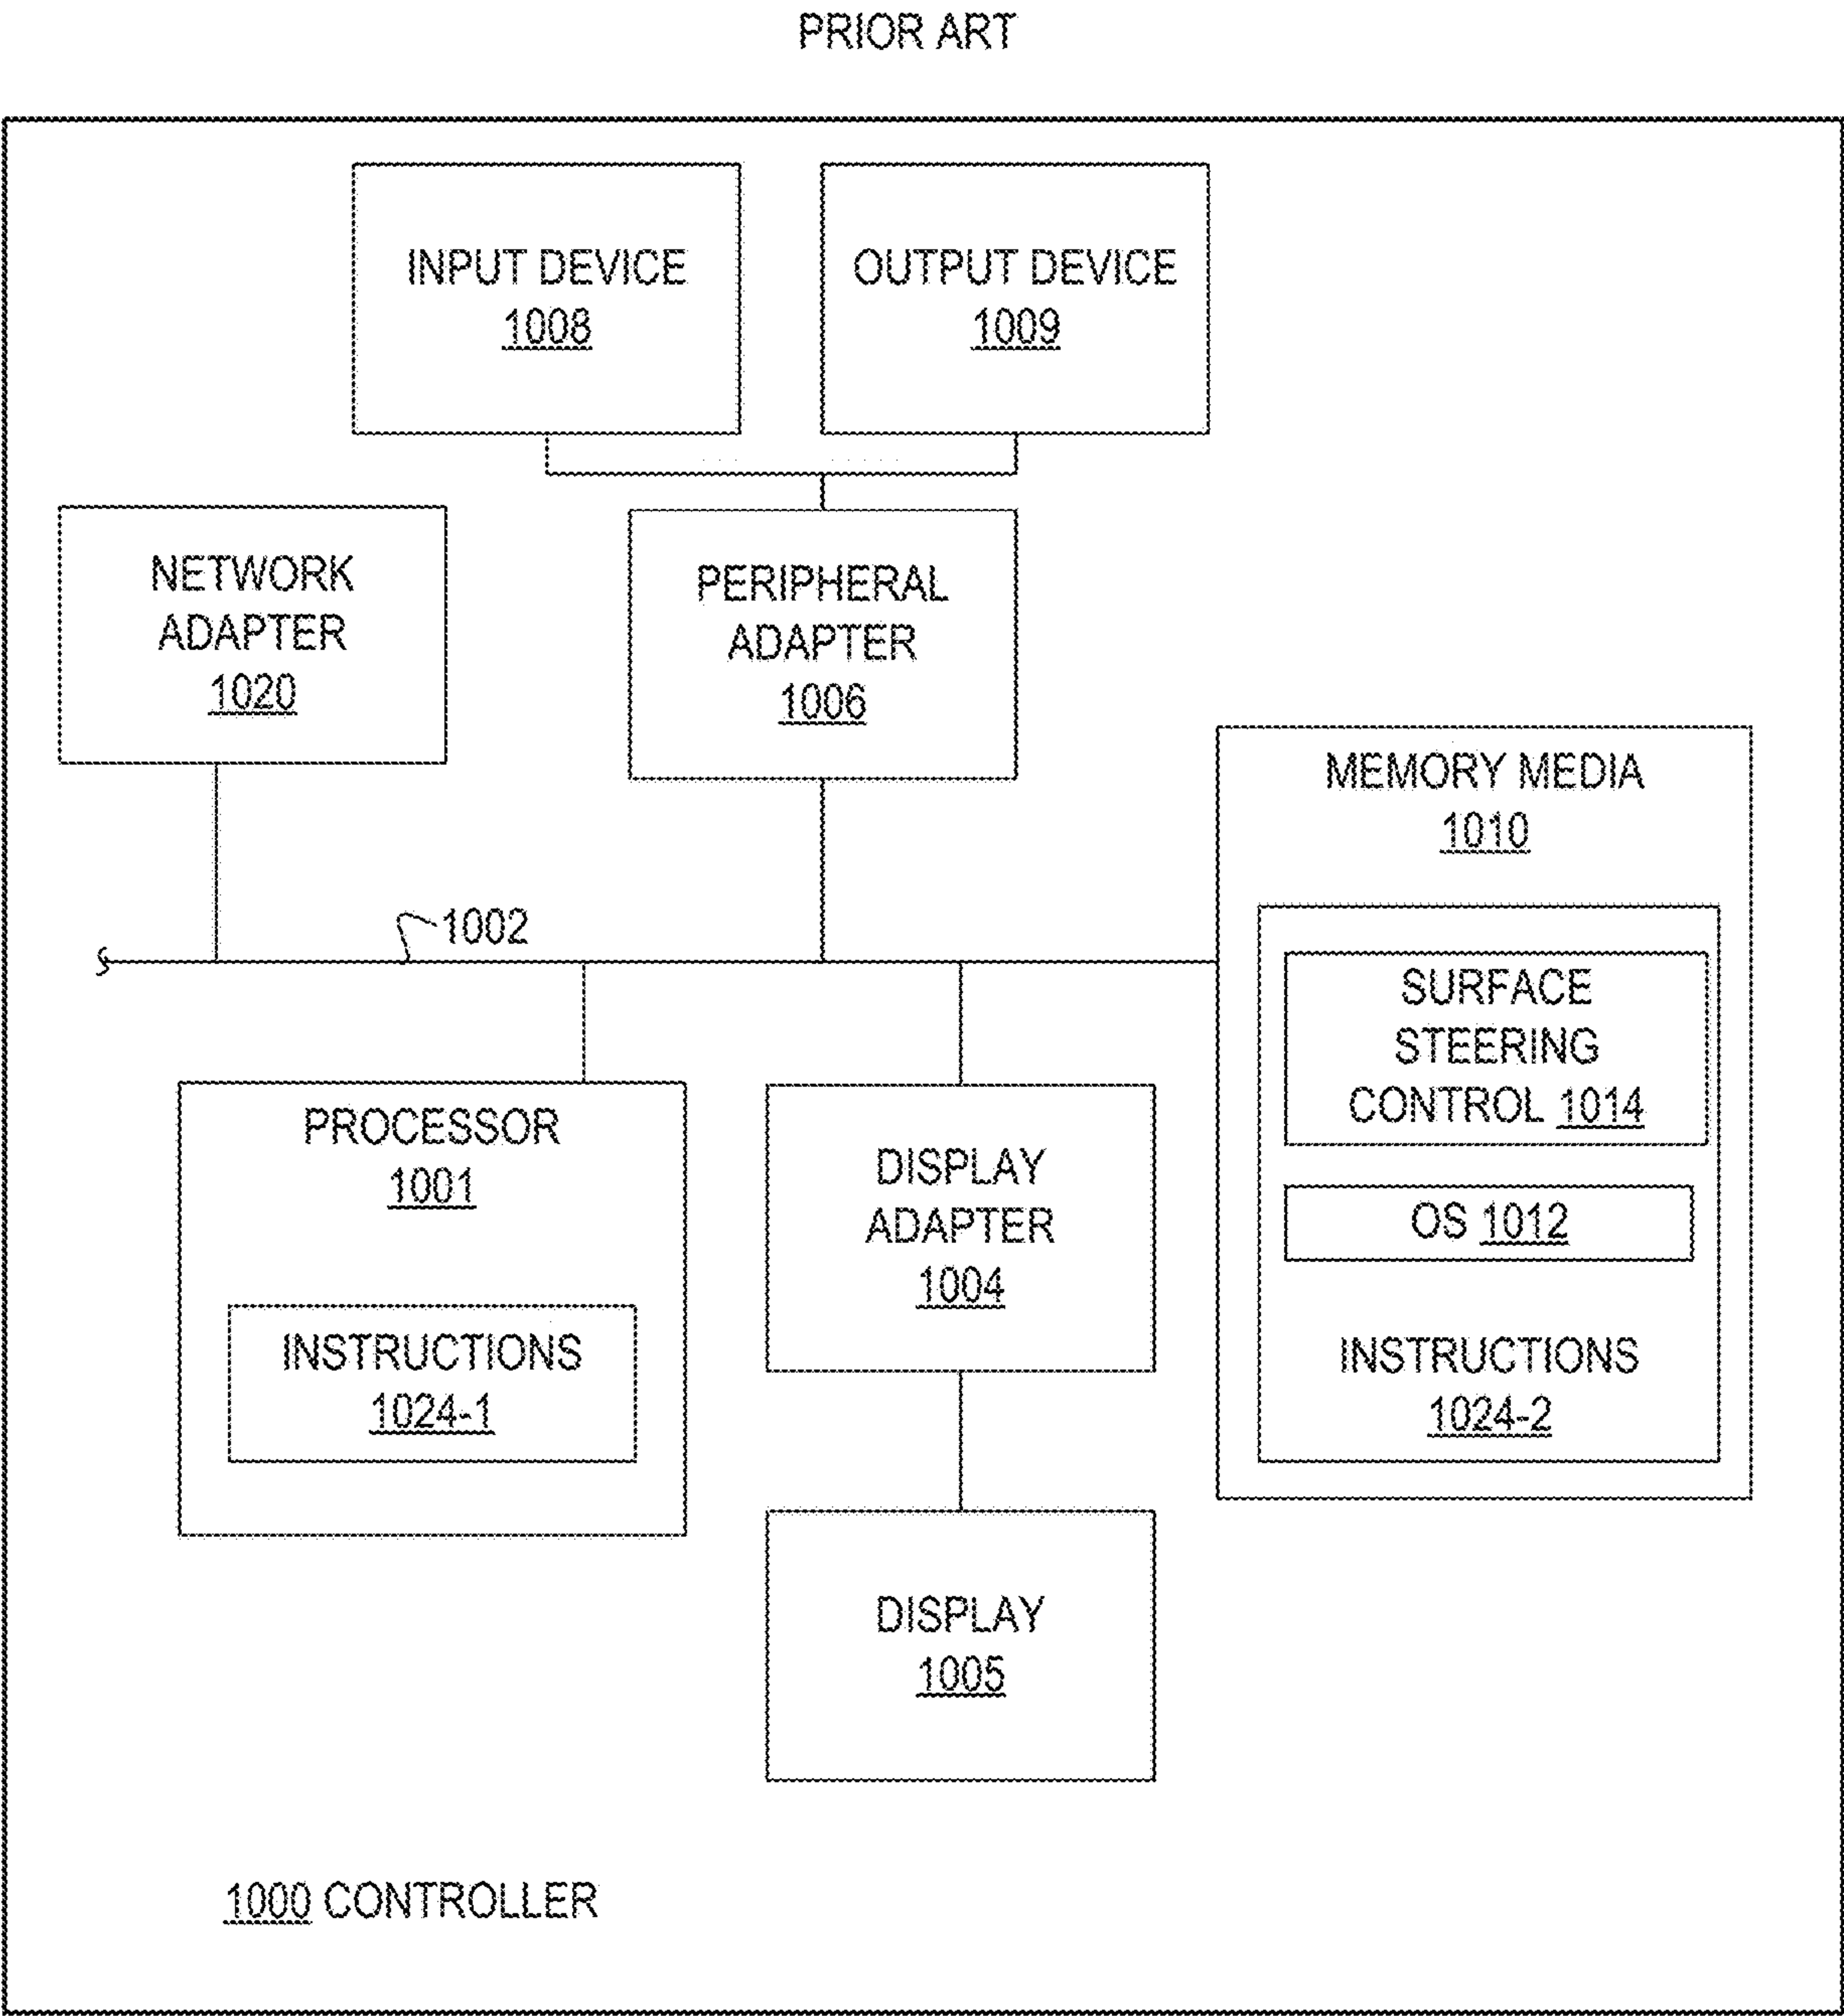 PRIOR ART
INPUT DEVICE
1008
OUTPUT DEVICE
1009
NETWORK
ADAPTER
1020
PERIPHERAL
ADAPTER
1006
MEMORY MEDIA
1010
1002
SURFACE
STEERING
CONTROL 1014
OS 1012
INSTRUCTIONS
1024-2
PROCESSOR
1001
INSTRUCTIONS
1024-1
DISPLAY
ADAPTER
1004
DISPLAY
1005
1000 CONTROLLER